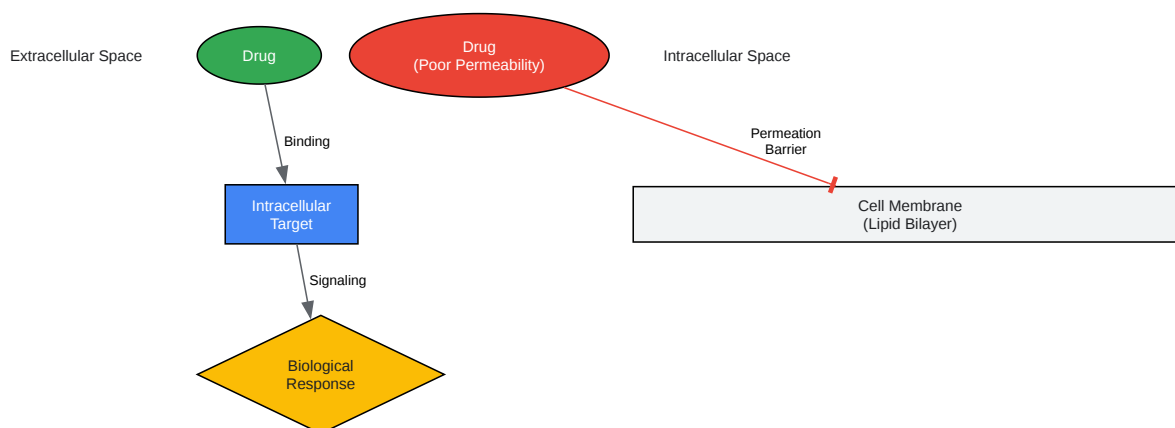 Extracellular Space
Drug
Drug
(Poor Permeability)
Intracellular Space
Binding
Permeation
Barrier
Intracellular
Target
Cell Membrane
(Lipid Bilayer)
Signaling
Biological
Response